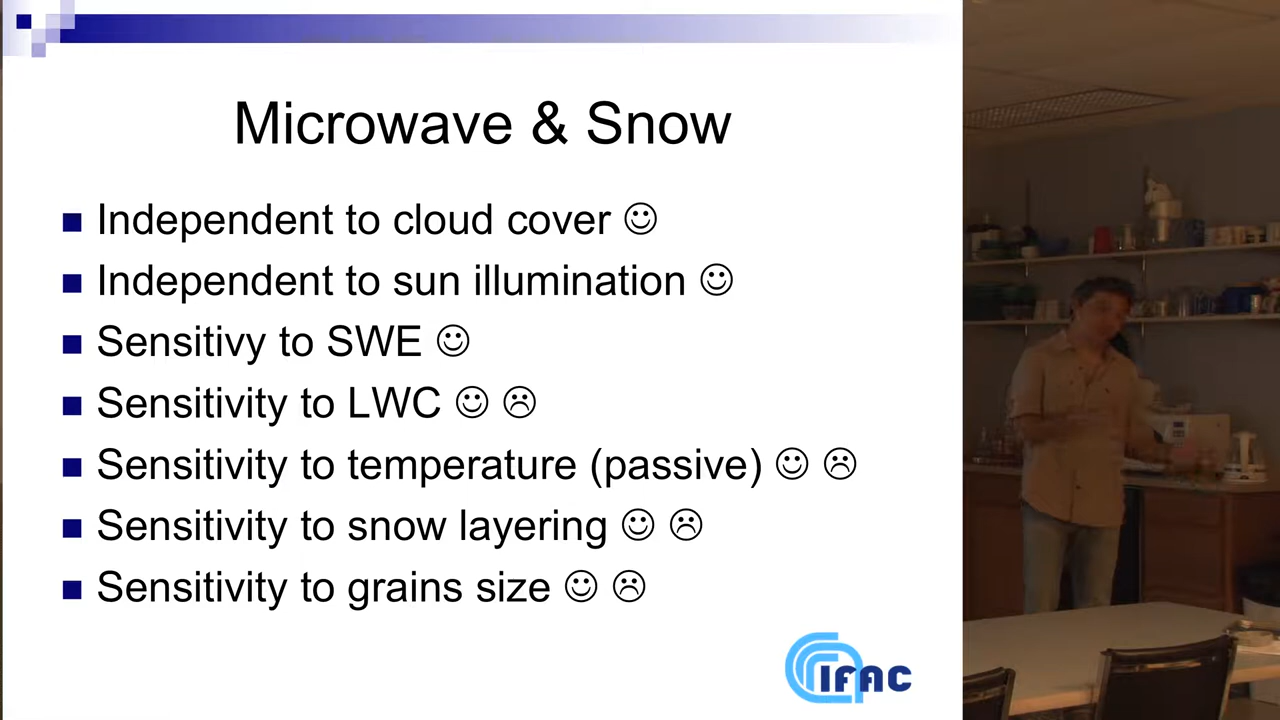 Microwave & Snow
Independent to cloud cover ☺
Independent to sun illumination ☺
Sensitivy to SWE ☺
Sensitivity to LWC ☺ ☹
Sensitivity to temperature (passive) ☺ ☹
Sensitivity to snow layering ☺ ☹
Sensitivity to grains size ☺ ☹
IFAC